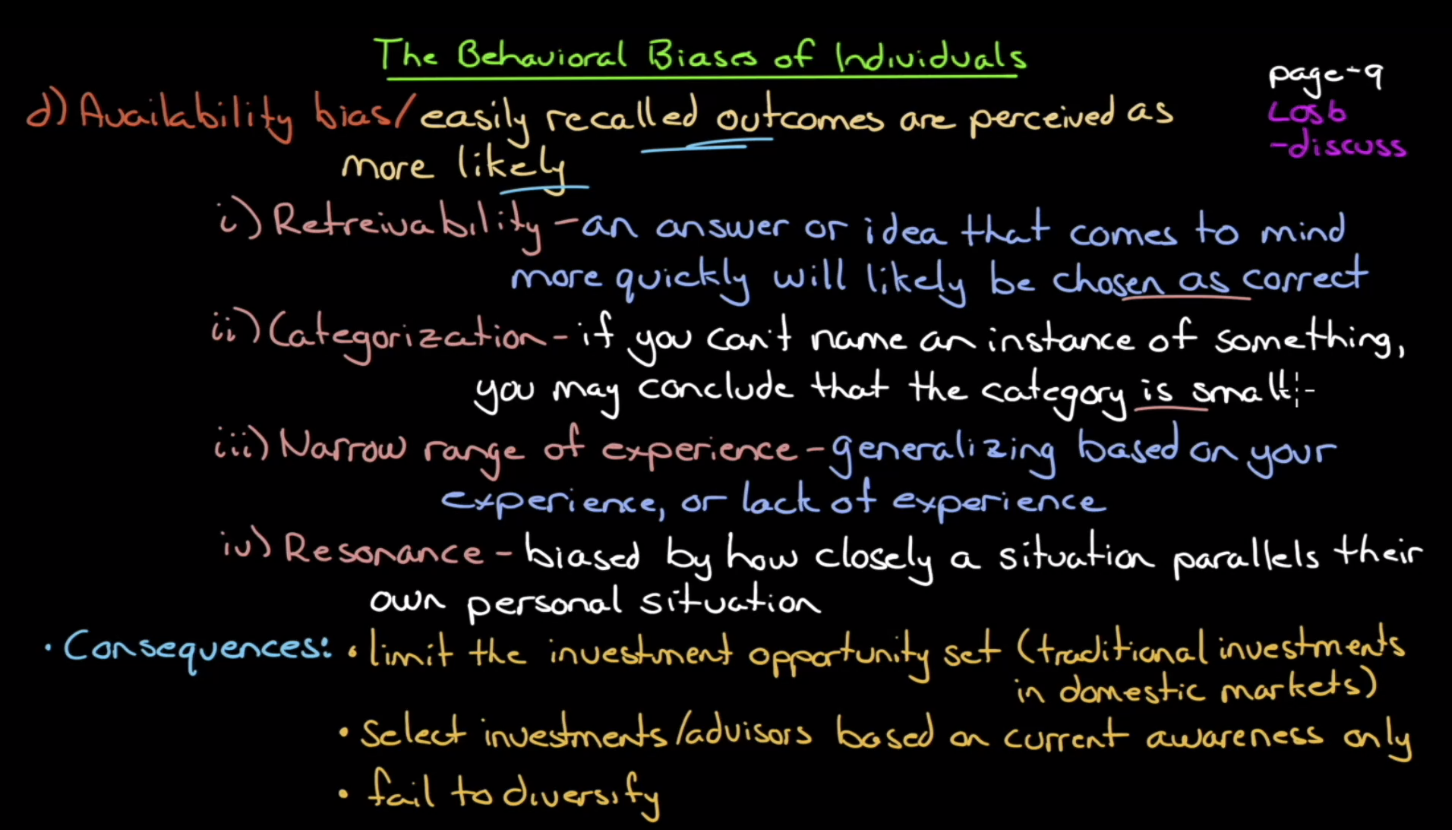 The Behavioral Biases of Individuals
page-9
LOS b
-discuss
d) Availability bias/easily recalled outcomes are perceived as
more likely
i) Retreivability - an answer or idea that comes to mind
more quickly will likely be chosen as correct
ii) Categorization - if you can't name an instance of something,
you may conclude that the category is small
iii) Narrow range of experience - generalizing based on your
experience, or lack of experience
iv) Resonance - biased by how closely a situation parallels their
own personal situation
• Consequences: • limit the investment opportunity set (traditional investments
in domestic markets)
• select investments/advisors based on current awareness only
• fail to diversify